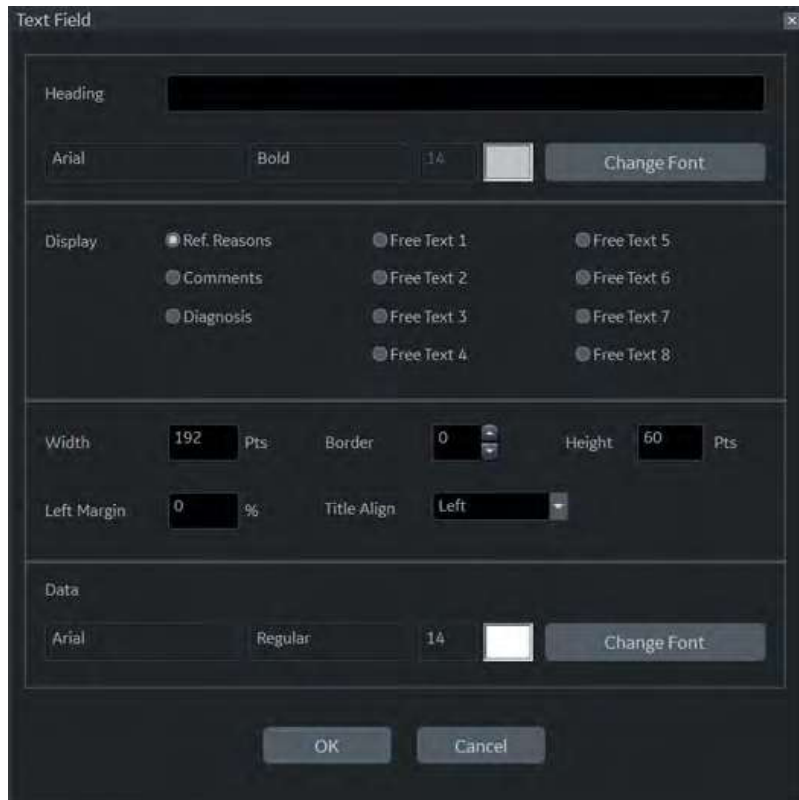 Text Field
Heading
Arial Bold 14 Change Font
Display Ref. Reasons Free Text 1 Free Text 5
Comments Free Text 2 Free Text 6
Diagnosis Free Text 3 Free Text 7
Free Text 4 Free Text 8
Width 192 Pts Border 0 Height 60 Pts
Left Margin 0 % Title Align Left
Data
Arial Regular 14 Change Font
OK Cancel